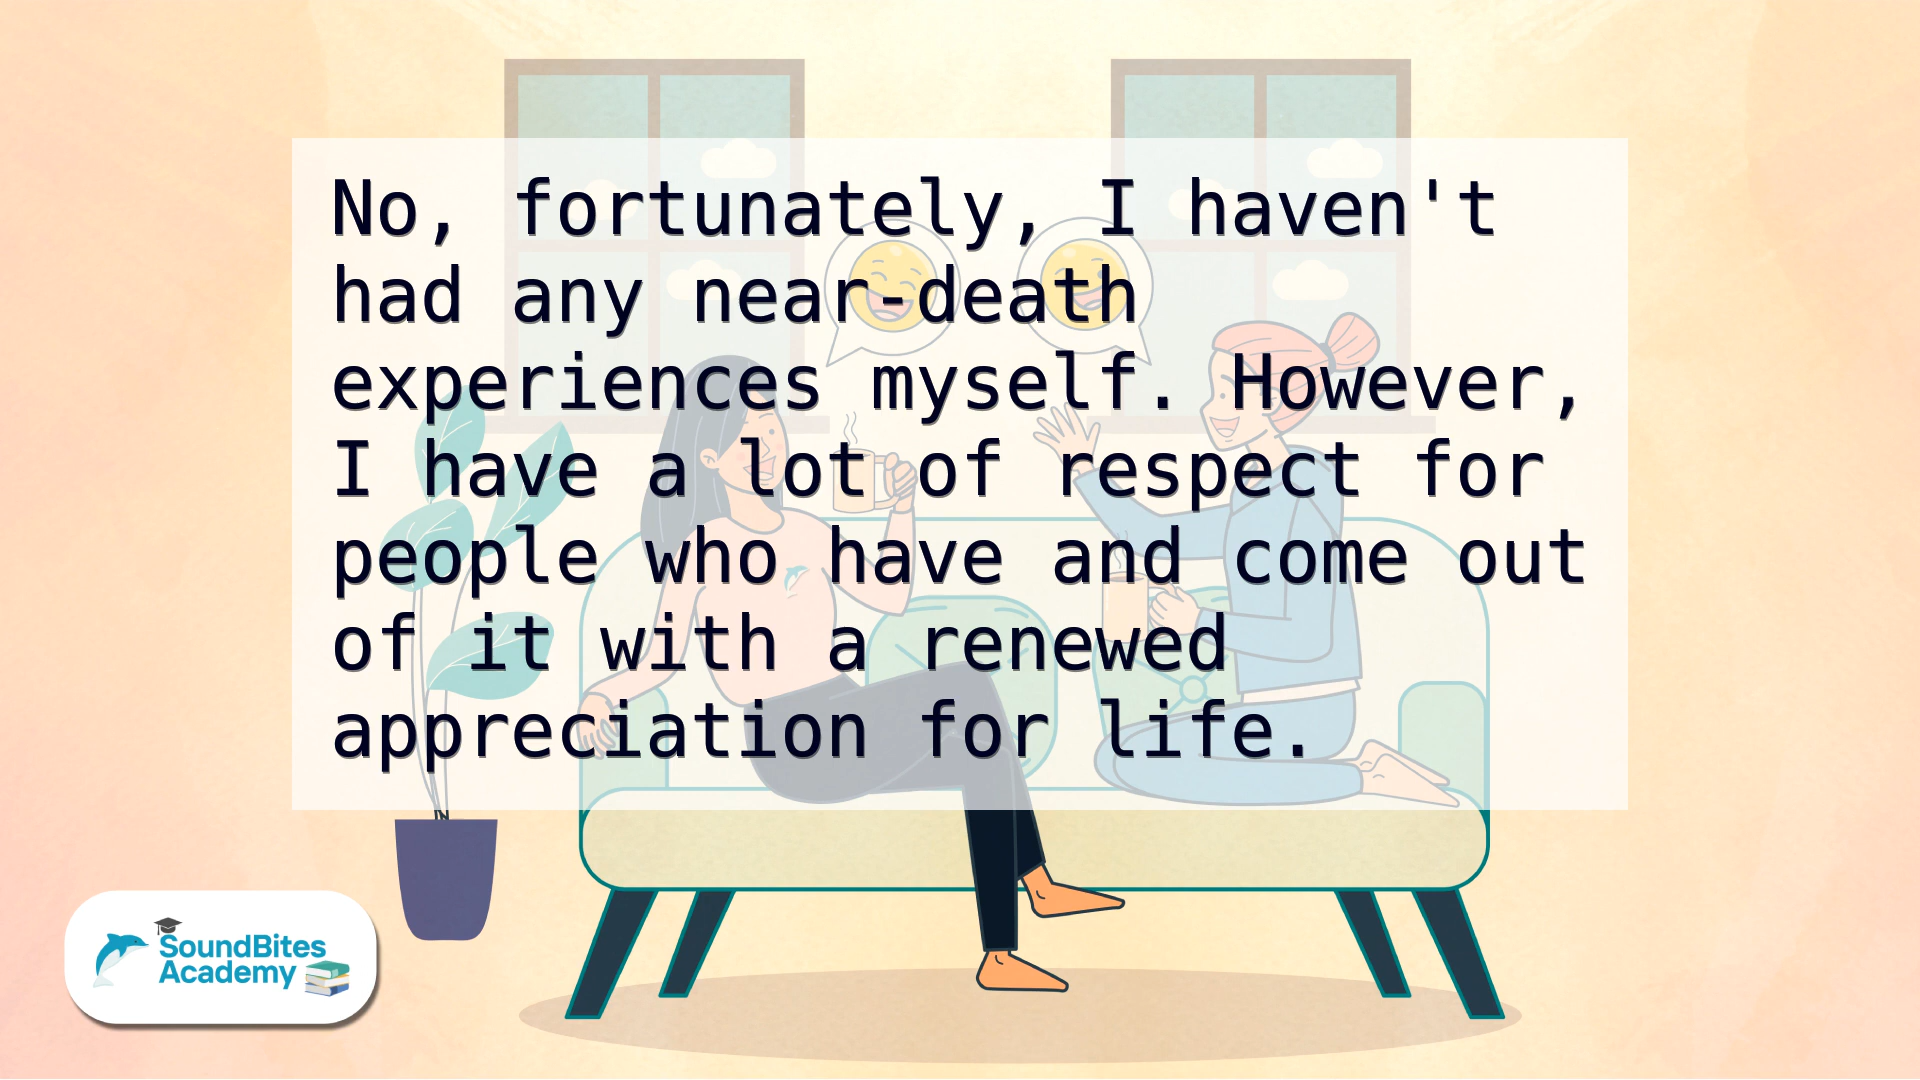 No, fortunately, I haven't
had any near-death
experiences myself. However,
I have a lot of respect for
people who have and come out
of it with a renewed
appreciation for life.
SoundBites
Academy